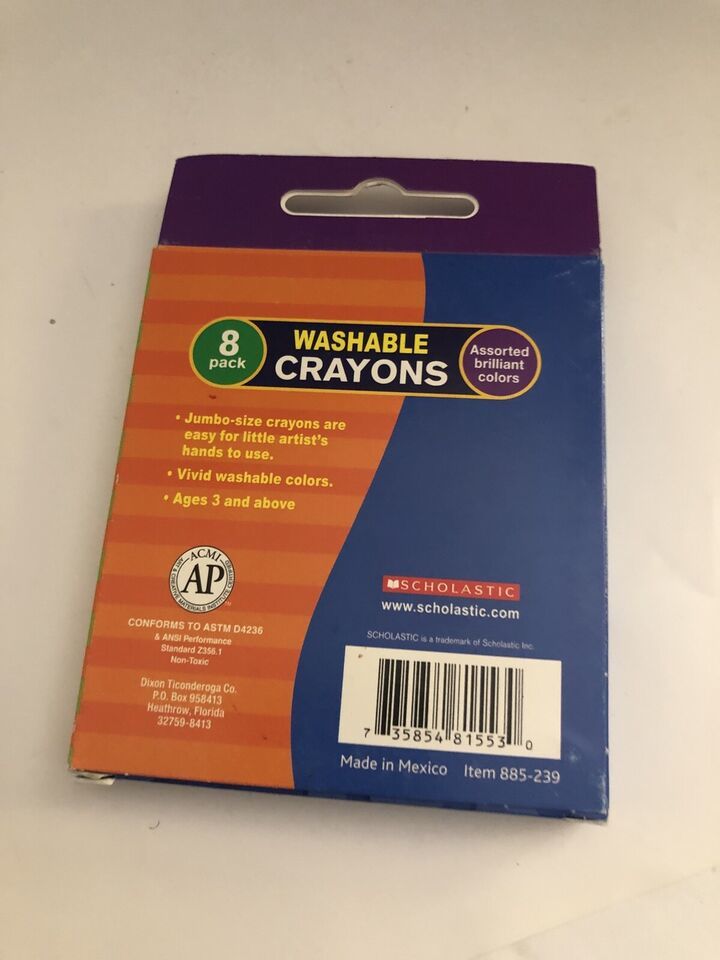 8
pack
WASHABLE
CRAYONS
Assorted
brilliant
colors
• Jumbo-size crayons are
easy for little artist's
hands to use.
• Vivid washable colors.
• Ages 3 and above
ACMI
AP
CONFORMS TO ASTM D4236
& ANSI Performance
Standard Z356.1
Non-Toxic
Dixon Ticonderoga Co.
P.O. Box 958413
Heathrow, Florida
32759-8413
SCHOLASTIC
www.scholastic.com
SCHOLASTIC is a trademark of Scholastic Inc.
7 35854 81553 0
Made in Mexico Item 885-239